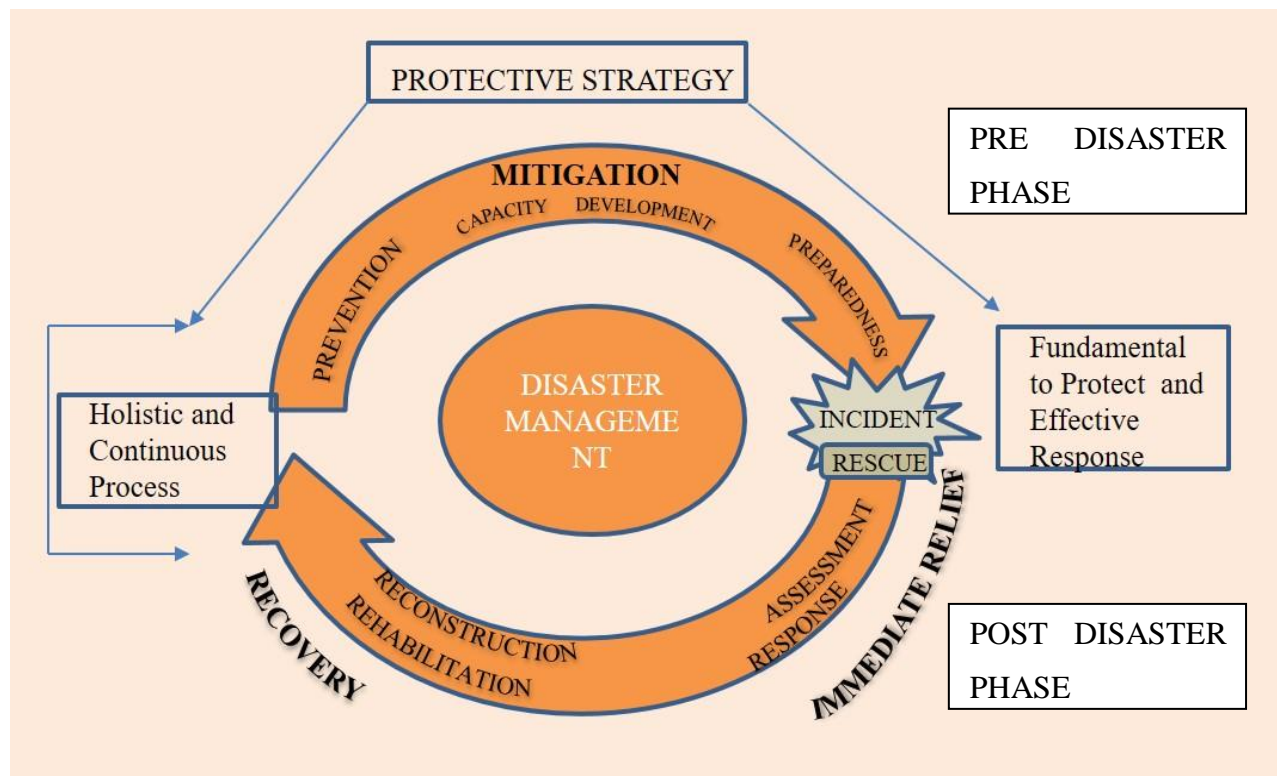 PROTECTIVE STRATEGY
PRE DISASTER
PHASE
MITIGATION
CAPACITY DEVELOPMENT
PREVENTION
PREPAREDNESS
DISASTER
MANAGEME
NT
INCIDENT
RESCUE
Fundamental
to Protect and
Effective
Response
Holistic and
Continuous
Process
ASSESSMENT
RESPONSE
IMMEDIATE RELIEF
RECONSTRUCTION
REHABILITATION
RECOVERY
POST DISASTER
PHASE